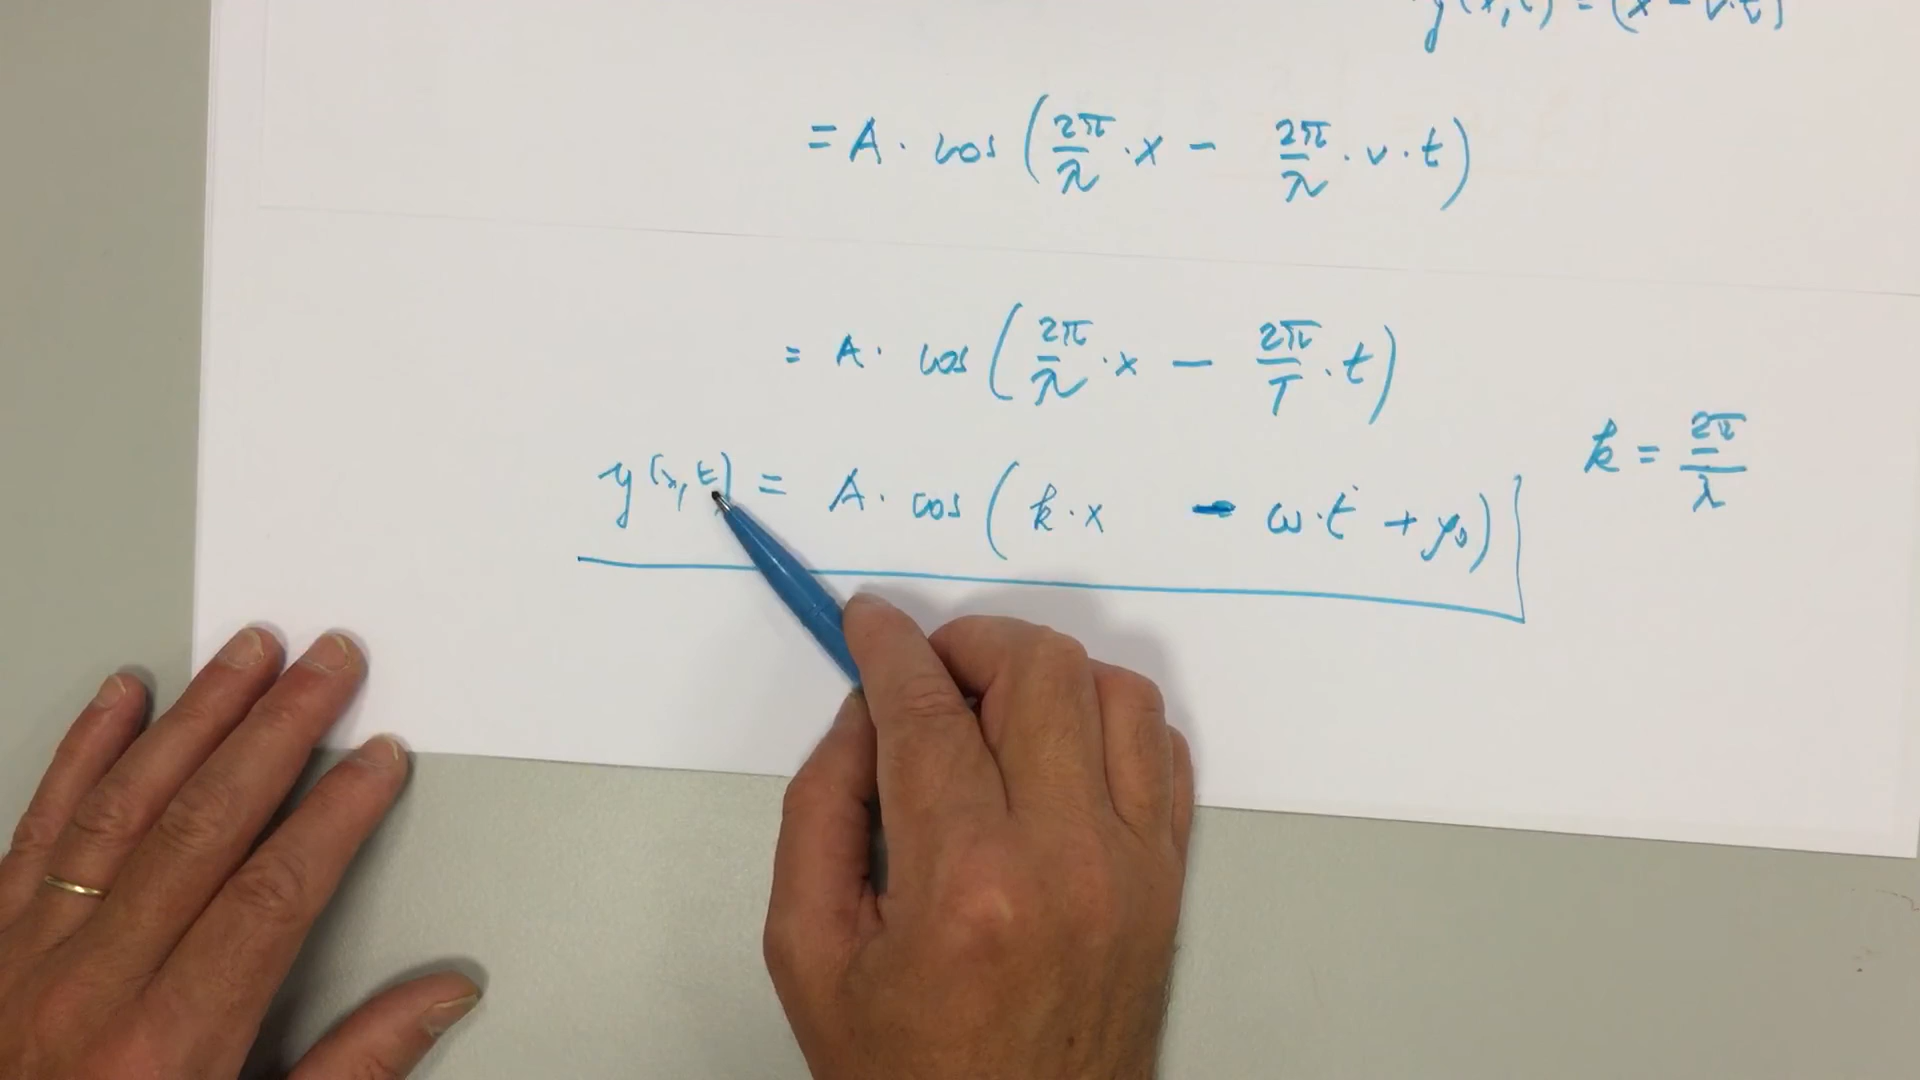 y(x,t) = (x - v·t)
= A · cos(2π/λ · x - 2π/λ · v · t)
= A · cos(2π/λ · x - 2π/T · t)
k = 2π/λ
y(x,t) = A · cos(k · x - ω · t + φ₀)